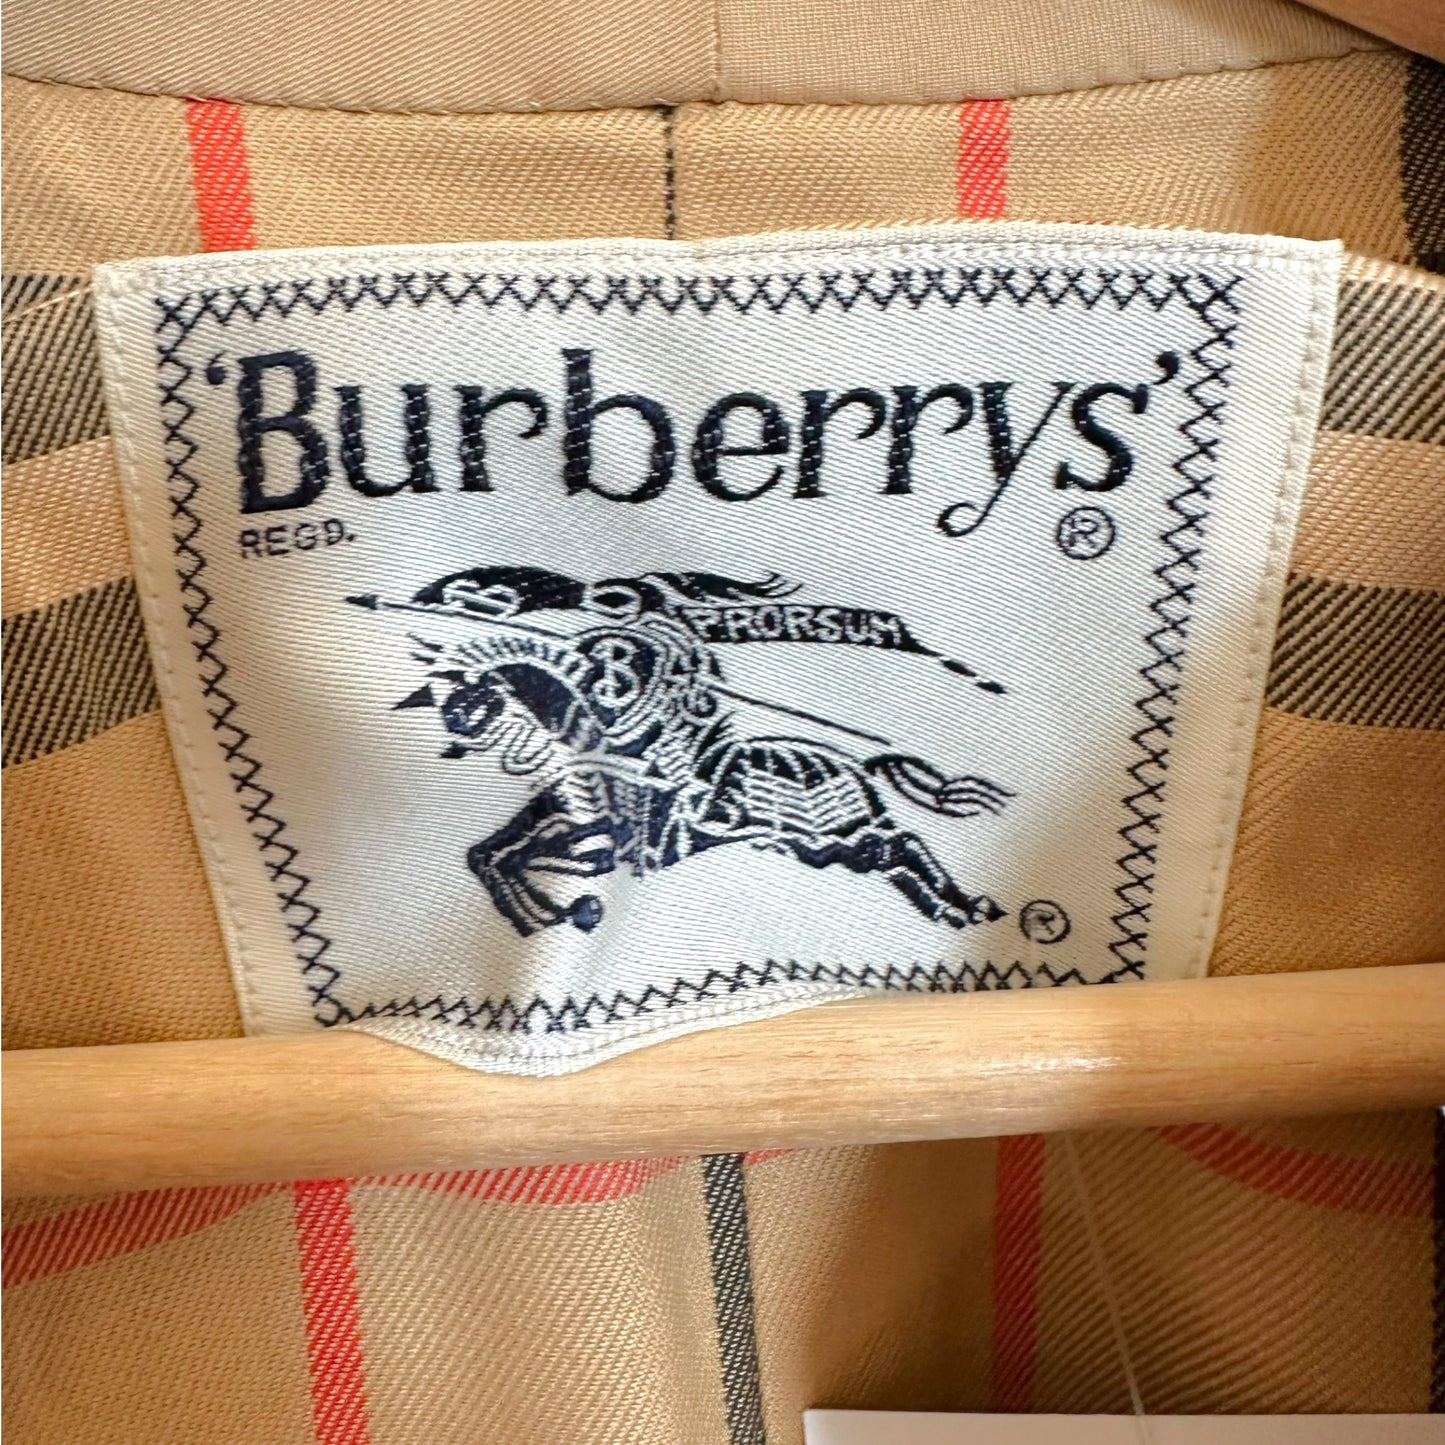 'Burberrys'
REGD. ®
PRORSUM
B
®